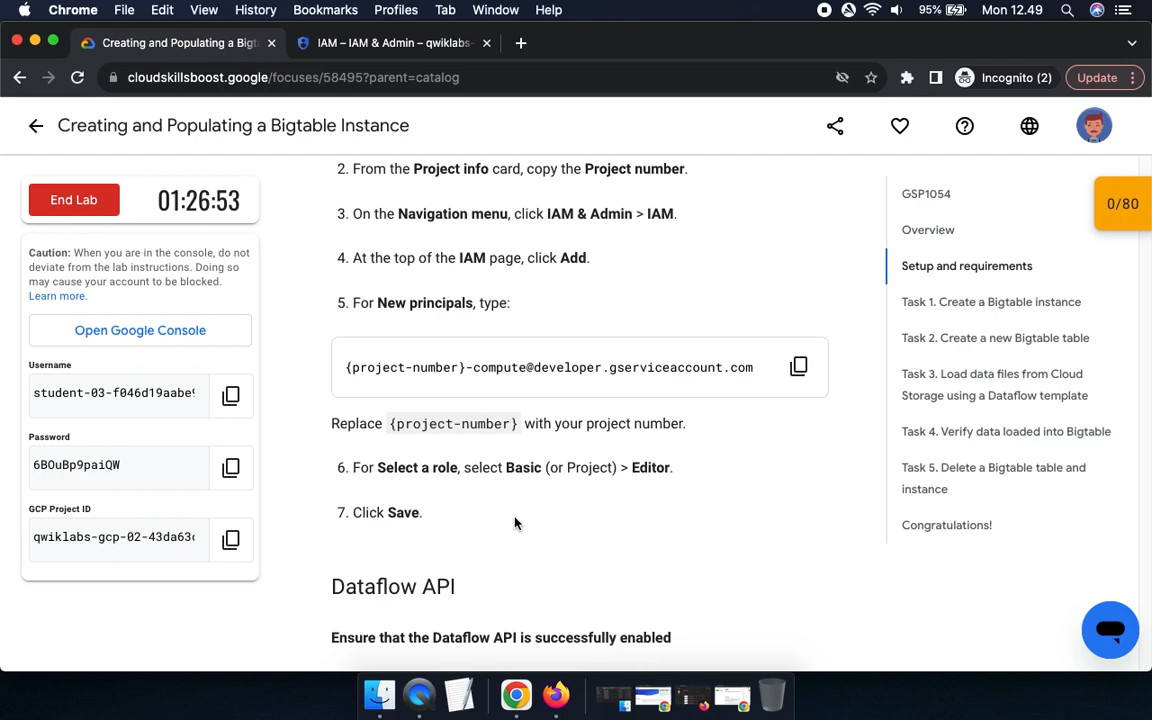 Chrome File Edit View History Bookmarks Profiles Tab Window Help 95% Mon 12.49
Creating and Populating a Bigt
IAM – IAM & Admin – qwiklabs-
cloudskillsboost.google/focuses/58495?parent=catalog
Incognito (2)
Update
Creating and Populating a Bigtable Instance
End Lab
01:26:53
Caution: When you are in the console, do not
deviate from the lab instructions. Doing so
may cause your account to be blocked.
Learn more.
Open Google Console
Username
student-03-f046d19aabe
Password
6BOuBp9paiQW
GCP Project ID
qwiklabs-gcp-02-43da63
2. From the Project info card, copy the Project number.
3. On the Navigation menu, click IAM & Admin > IAM.
4. At the top of the IAM page, click Add.
5. For New principals, type:
{project-number}-compute@developer.gserviceaccount.com
Replace {project-number} with your project number.
6. For Select a role, select Basic (or Project) > Editor.
7. Click Save.
Dataflow API
Ensure that the Dataflow API is successfully enabled
GSP1054
Overview
Setup and requirements
Task 1. Create a Bigtable instance
Task 2. Create a new Bigtable table
Task 3. Load data files from Cloud
Storage using a Dataflow template
Task 4. Verify data loaded into Bigtable
Task 5. Delete a Bigtable table and
instance
Congratulations!
0/80